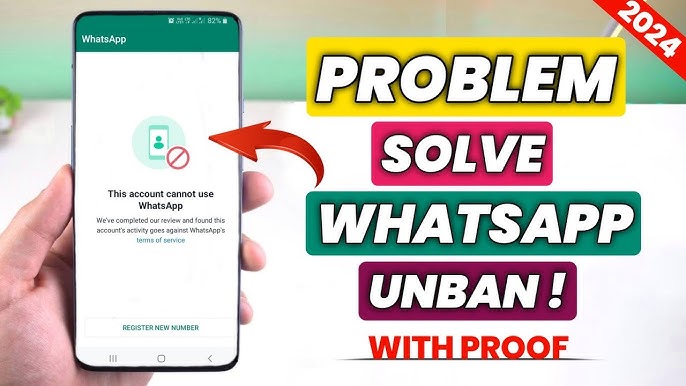 82%
WhatsApp
This account cannot use
WhatsApp
We've completed our review and found this
account's activity goes against WhatsApp's
terms of service
REGISTER NEW NUMBER
2024
PROBLEM
SOLVE
WHATSAPP
UNBAN !
WITH PROOF